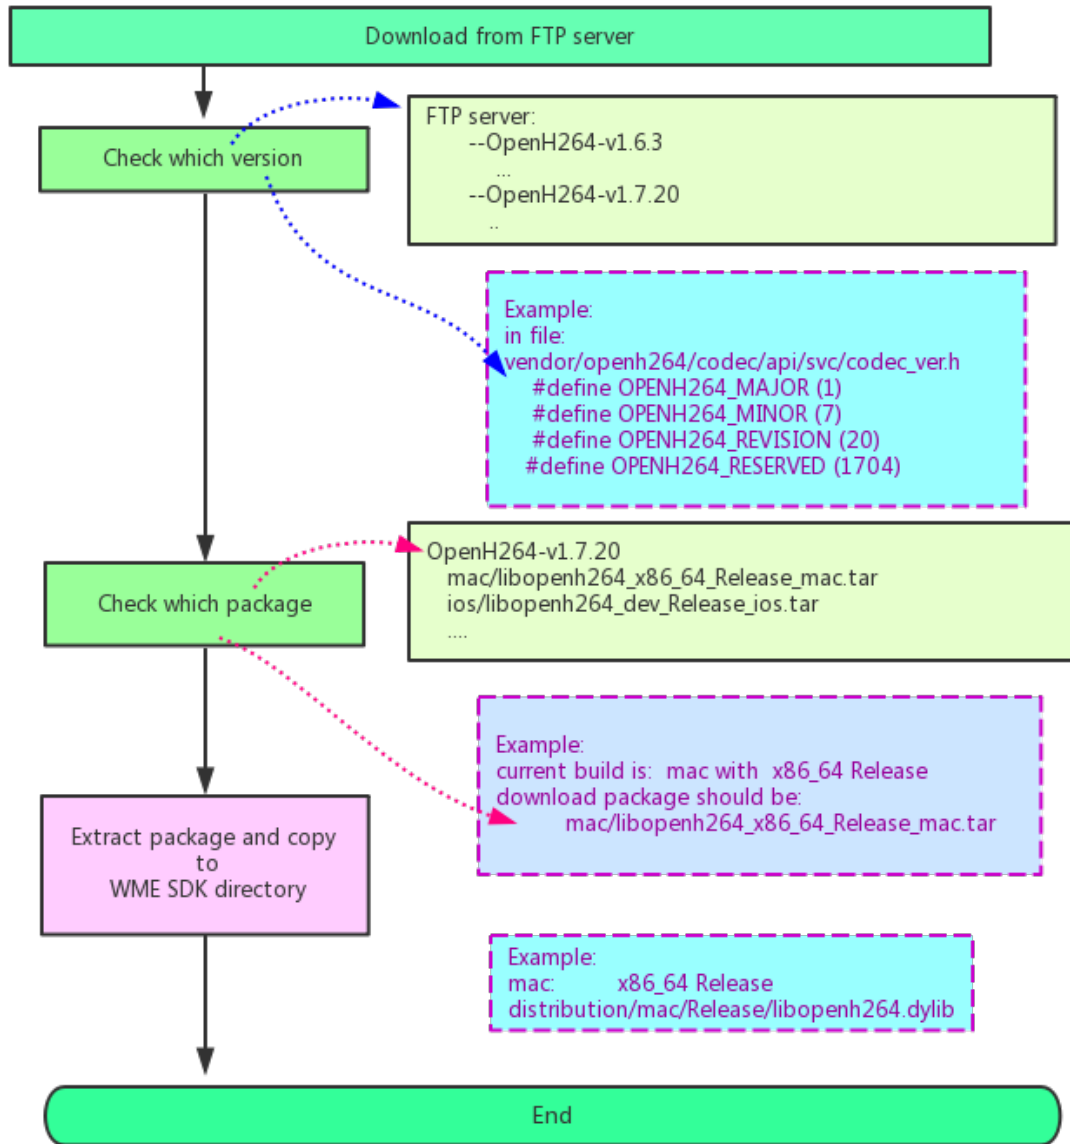 Download from FTP server
Check which version
FTP server:
--OpenH264-v1.6.3
...
--OpenH264-v1.7.20
..
Example:
in file:
vendor/openh264/codec/api/svc/codec_ver.h
#define OPENH264_MAJOR (1)
#define OPENH264_MINOR (7)
#define OPENH264_REVISION (20)
#define OPENH264_RESERVED (1704)
Check which package
OpenH264-v1.7.20
mac/libopenh264_x86_64_Release_mac.tar
ios/libopenh264_dev_Release_ios.tar
....
Example:
current build is: mac with x86_64 Release
download package should be:
mac/libopenh264_x86_64_Release_mac.tar
Extract package and copy
to
WME SDK directory
Example:
mac: x86_64 Release
distribution/mac/Release/libopenh264.dylib
End